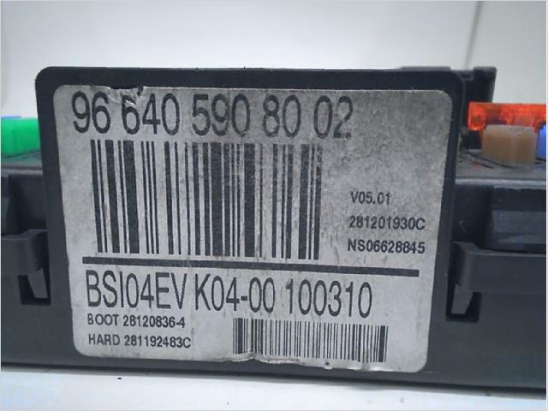 96 640 590 80 02
V05.01
281201930C
NS06628845
BSI04EV K04-00 100310
BOOT 28120836-4
HARD 281192483C